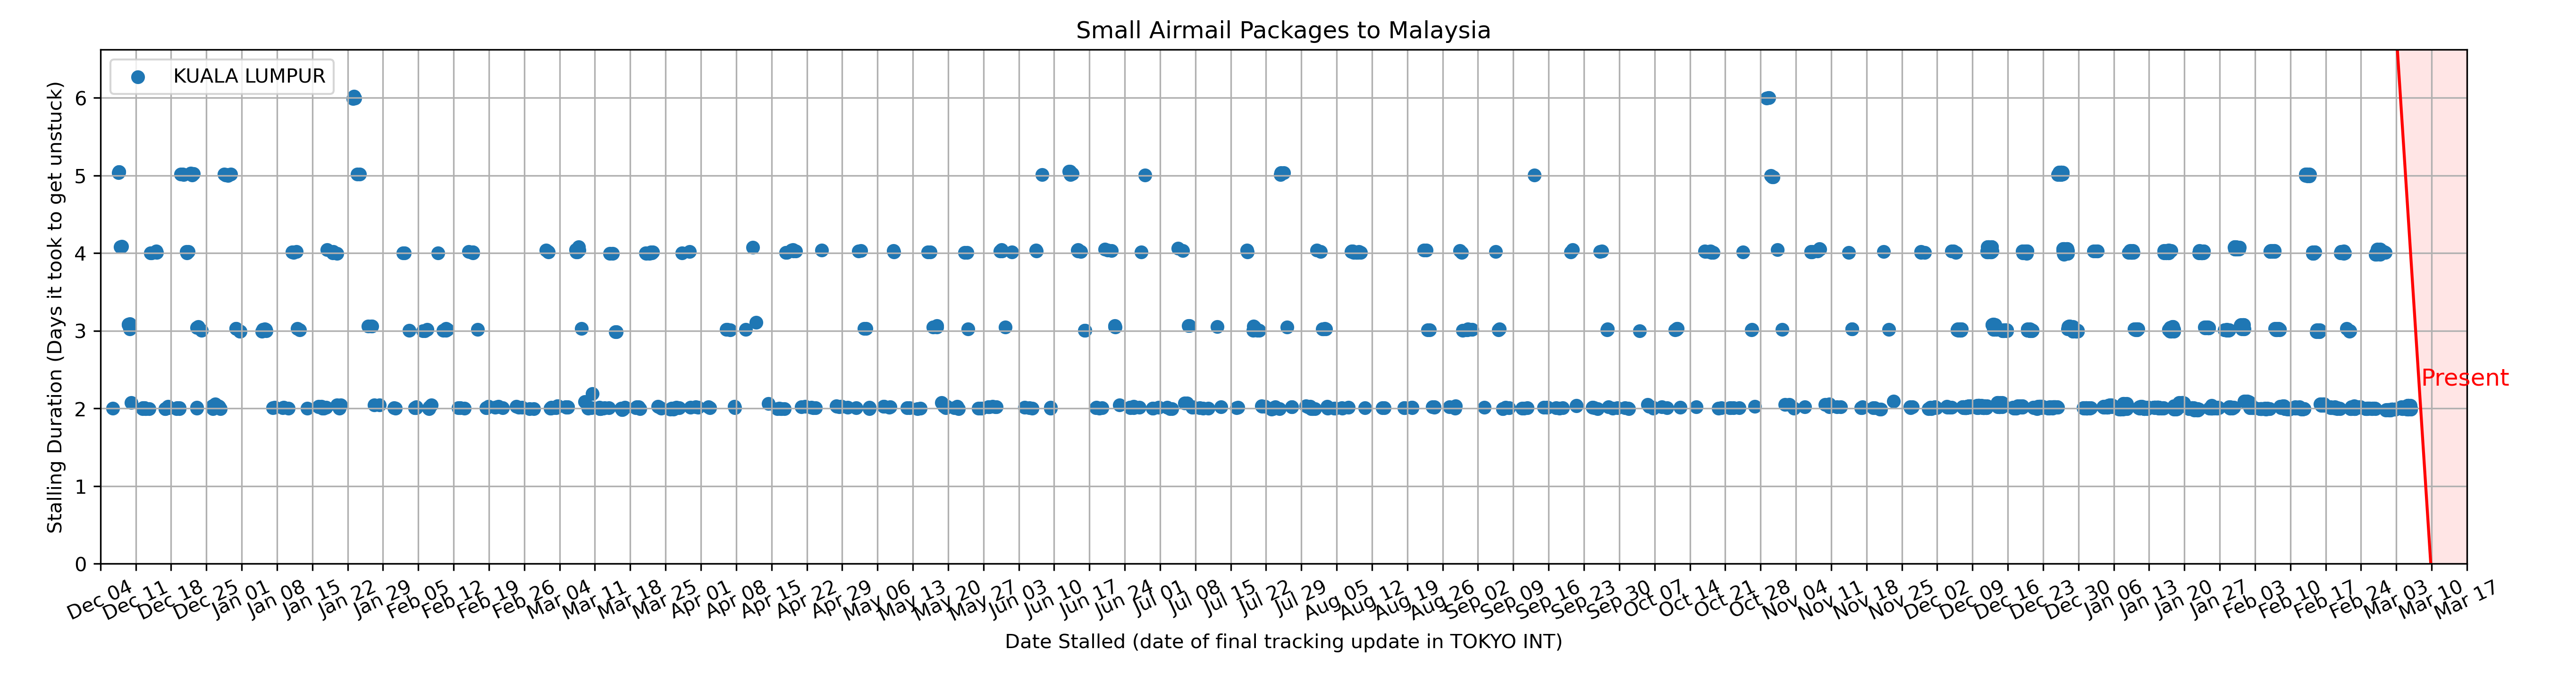 Small Airmail Packages to Malaysia
KUALA LUMPUR
Stalling Duration (Days it took to get unstuck)
6
5
4
3
2
1
0
Present
Dec 04 Dec 11 Dec 18 Dec 25 Jan 01 Jan 08 Jan 15 Jan 22 Jan 29 Feb 05 Feb 12 Feb 19 Feb 26 Mar 04 Mar 11 Mar 18 Mar 25 Apr 01 Apr 08 Apr 15 Apr 22 Apr 29 May 06 May 13 May 20 May 27 Jun 03 Jun 10 Jun 17 Jun 24 Jul 01 Jul 08 Jul 15 Jul 22 Jul 29 Aug 05 Aug 12 Aug 19 Aug 26 Sep 02 Sep 09 Sep 16 Sep 23 Sep 30 Oct 07 Oct 14 Oct 21 Oct 28 Nov 04 Nov 11 Nov 18 Nov 25 Dec 02 Dec 09 Dec 16 Dec 23 Dec 30 Jan 06 Jan 13 Jan 20 Jan 27 Feb 03 Feb 10 Feb 17 Feb 24 Mar 03 Mar 10 Mar 17
Date Stalled (date of final tracking update in TOKYO INT)